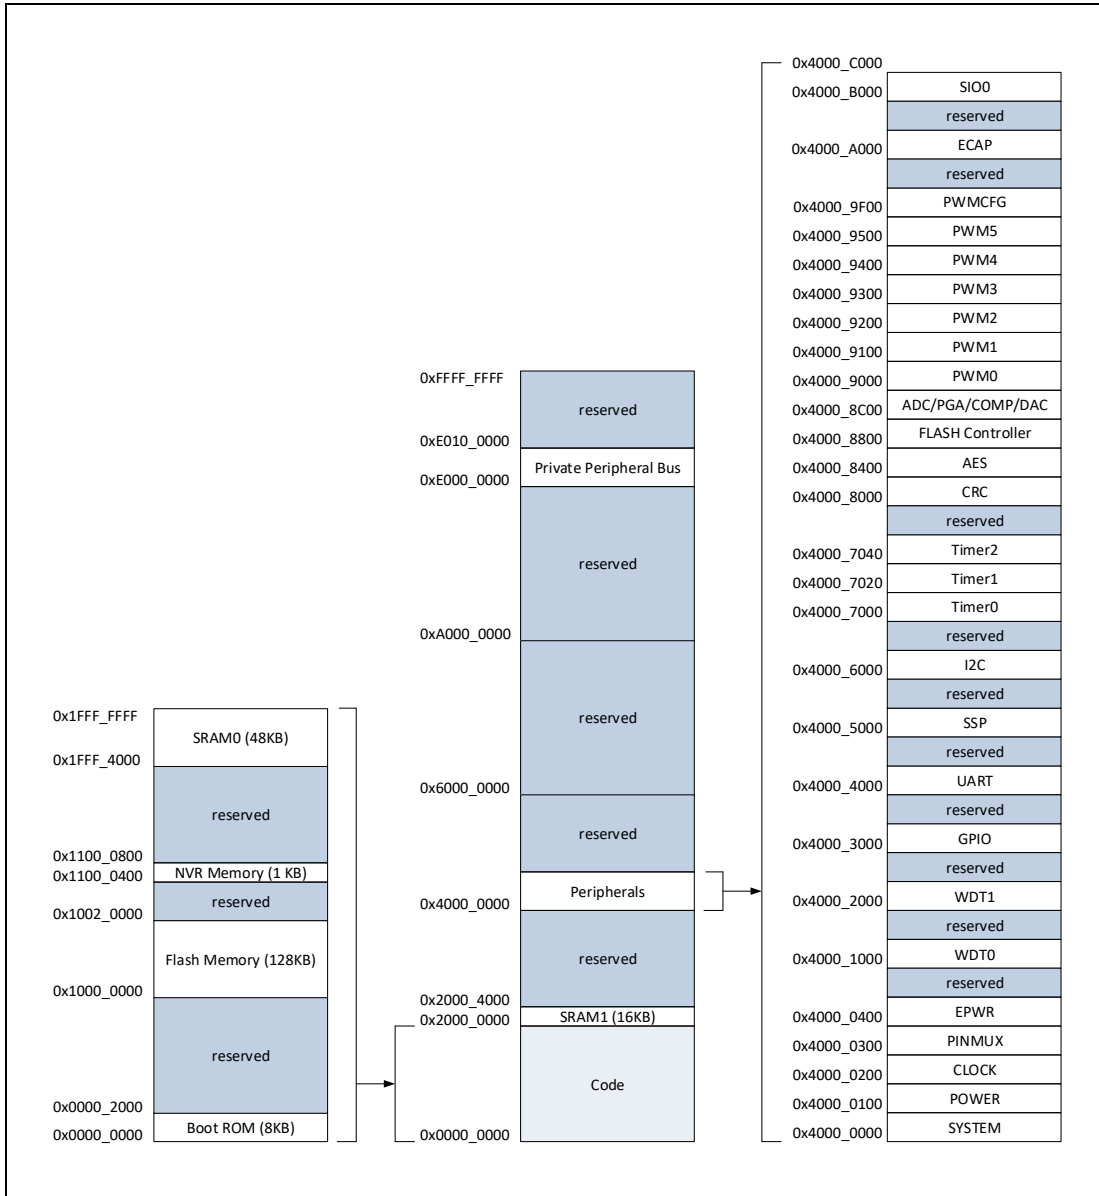 0x1FFF_FFFF
SRAM0 (48KB)
0x1FFF_4000
reserved
0x1100_0800
NVR Memory (1 KB)
0x1100_0400
reserved
0x1002_0000
Flash Memory (128KB)
0x1000_0000
reserved
0x0000_2000
Boot ROM (8KB)
0x0000_0000
0xFFFF_FFFF
reserved
0xE010_0000
Private Peripheral Bus
0xE000_0000
reserved
0xA000_0000
reserved
0x6000_0000
reserved
Peripherals
0x4000_0000
reserved
0x2000_4000
SRAM1 (16KB)
0x2000_0000
Code
0x0000_0000
0x4000_C000
SIO0
0x4000_B000
reserved
ECAP
0x4000_A000
reserved
PWMCFG
0x4000_9F00
PWM5
0x4000_9500
PWM4
0x4000_9400
PWM3
0x4000_9300
PWM2
0x4000_9200
PWM1
0x4000_9100
PWM0
0x4000_9000
ADC/PGA/COMP/DAC
0x4000_8C00
FLASH Controller
0x4000_8800
AES
0x4000_8400
CRC
0x4000_8000
reserved
Timer2
0x4000_7040
Timer1
0x4000_7020
Timer0
0x4000_7000
reserved
I2C
0x4000_6000
reserved
SSP
0x4000_5000
reserved
UART
0x4000_4000
reserved
GPIO
0x4000_3000
reserved
WDT1
0x4000_2000
reserved
WDT0
0x4000_1000
reserved
EPWR
0x4000_0400
PINMUX
0x4000_0300
CLOCK
0x4000_0200
POWER
0x4000_0100
SYSTEM
0x4000_0000